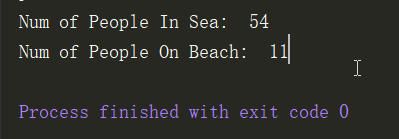 Num of People In Sea:  54
Num of People On Beach:  11
Process finished with exit code 0